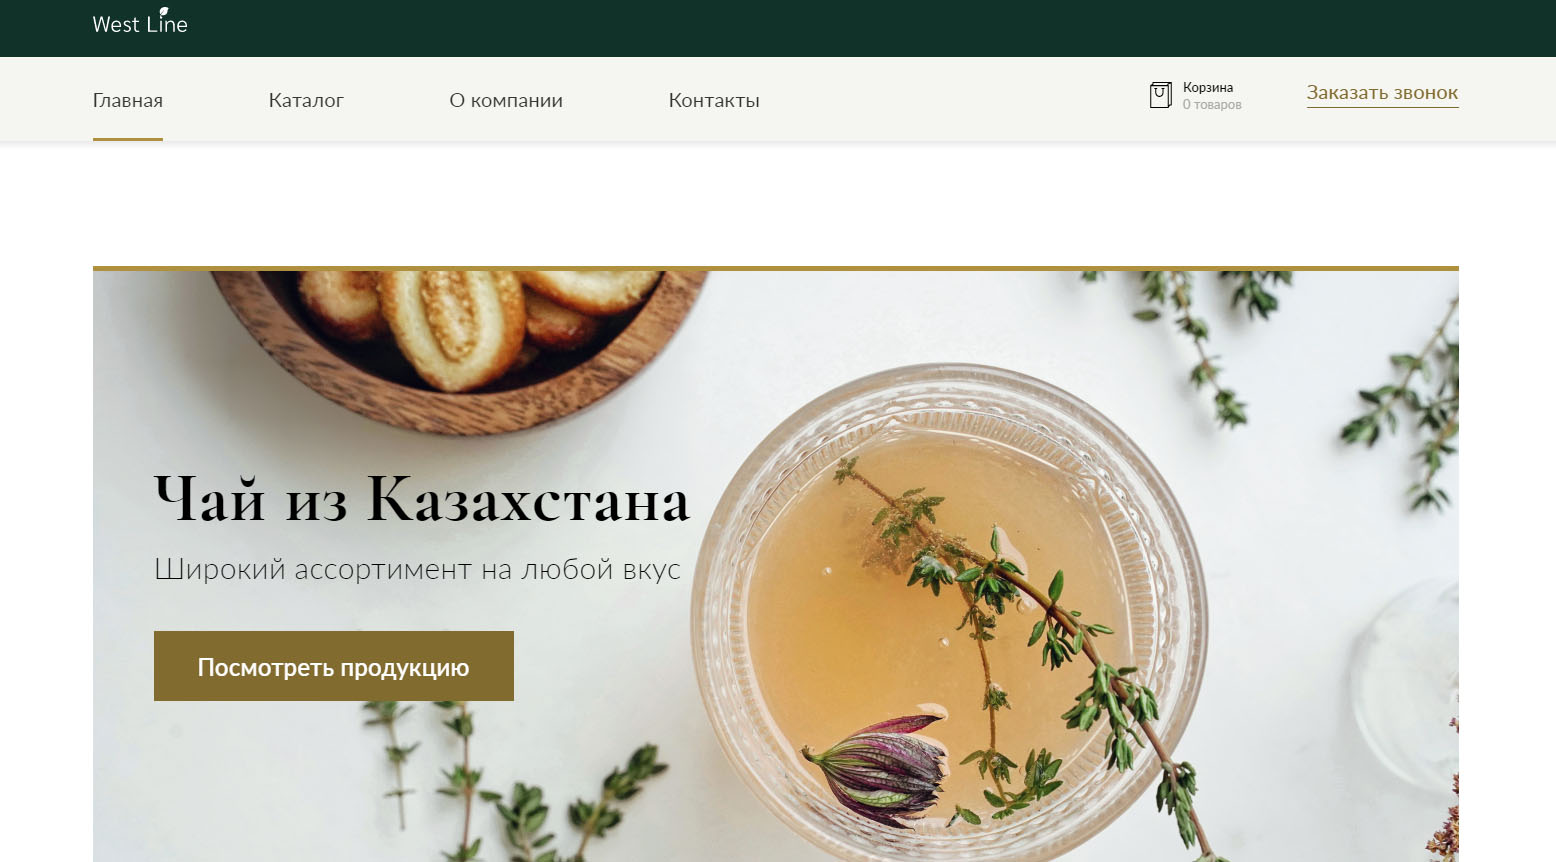 West Line
Главная
Каталог
О компании
Контакты
Корзина
0 товаров
Заказать звонок
Чай из Казахстана
Широкий ассортимент на любой вкус
Посмотреть продукцию